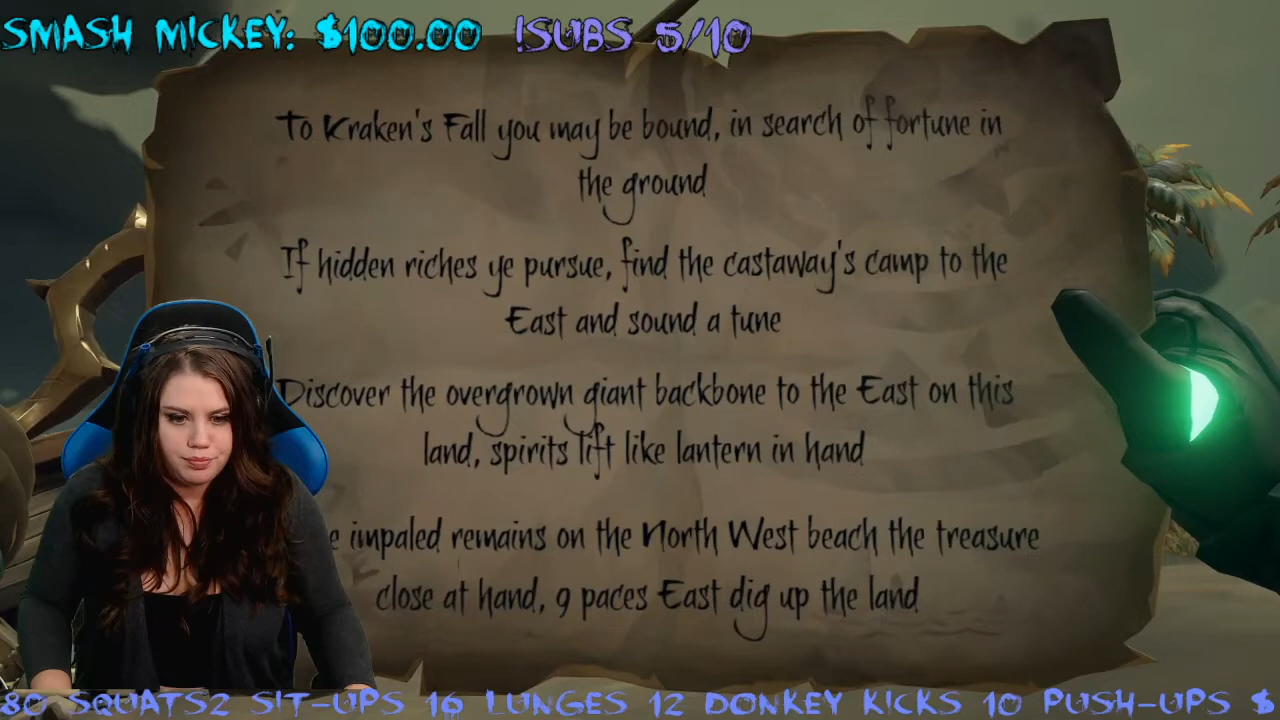 SMASH MICKEY: $100.00 !SUBS 5/10
To Kraken's Fall you may be bound, in search of fortune in
the ground
If hidden riches ye pursue, find the castaway's camp to the
East and sound a tune
Discover the overgrown giant backbone to the East on this
land, spirits lift like lantern in hand
impaled remains on the North West beach the treasure
close at hand, 9 paces East dig up the land
80 SQUATS2 SIT-UPS 16 LUNGES 12 DONKEY KICKS 10 PUSH-UPS $